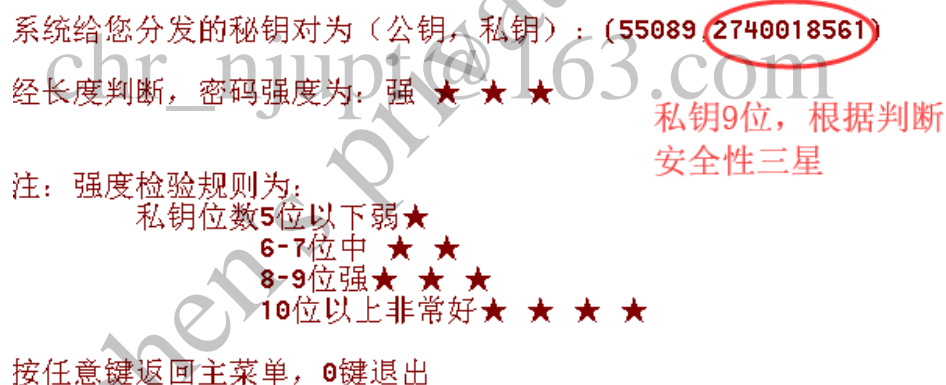 系统给您分发的秘钥对为（公钥，私钥）：(55089,2740018561)
经长度判断，密码强度为：强 ★ ★ ★
私钥9位，根据判断
安全性三星
注：强度检验规则为：
私钥位数5位以下弱★
6-7位中 ★ ★
8-9位强★ ★ ★
10位以上非常好★ ★ ★ ★
按任意键返回主菜单，0键退出
chr_njupt@163.com